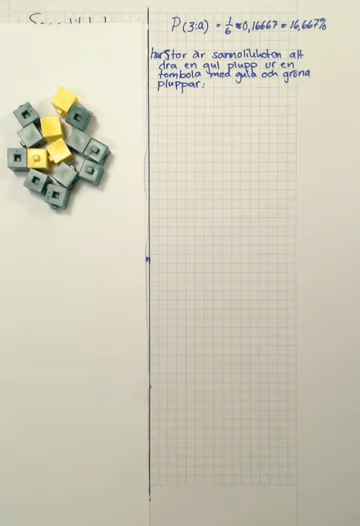 P(3:a) = 1/6 ≈ 0,16667 = 16,667%
hur Stor är sannolikheten att
dra en gul plupp ur en
tombola med gula och gröna
pluppar: